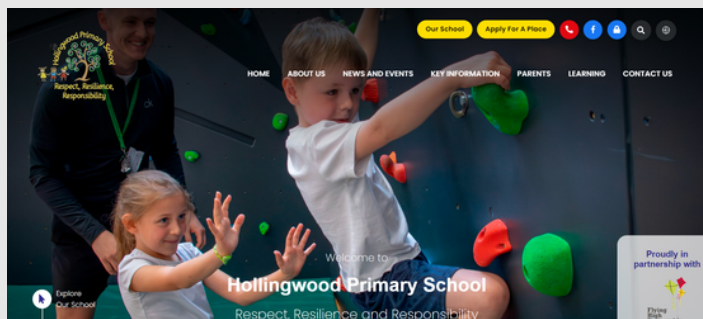 Hollingwood Primary School
Respect, Resilience,
Responsibility
Our School
Apply For A Place
HOME
ABOUT US
NEWS AND EVENTS
KEY INFORMATION
PARENTS
LEARNING
CONTACT US
Welcome to
Hollingwood Primary School
Respect, Resilience and Responsibility
Explore
Our School
Proudly in
partnership with
Flying
High